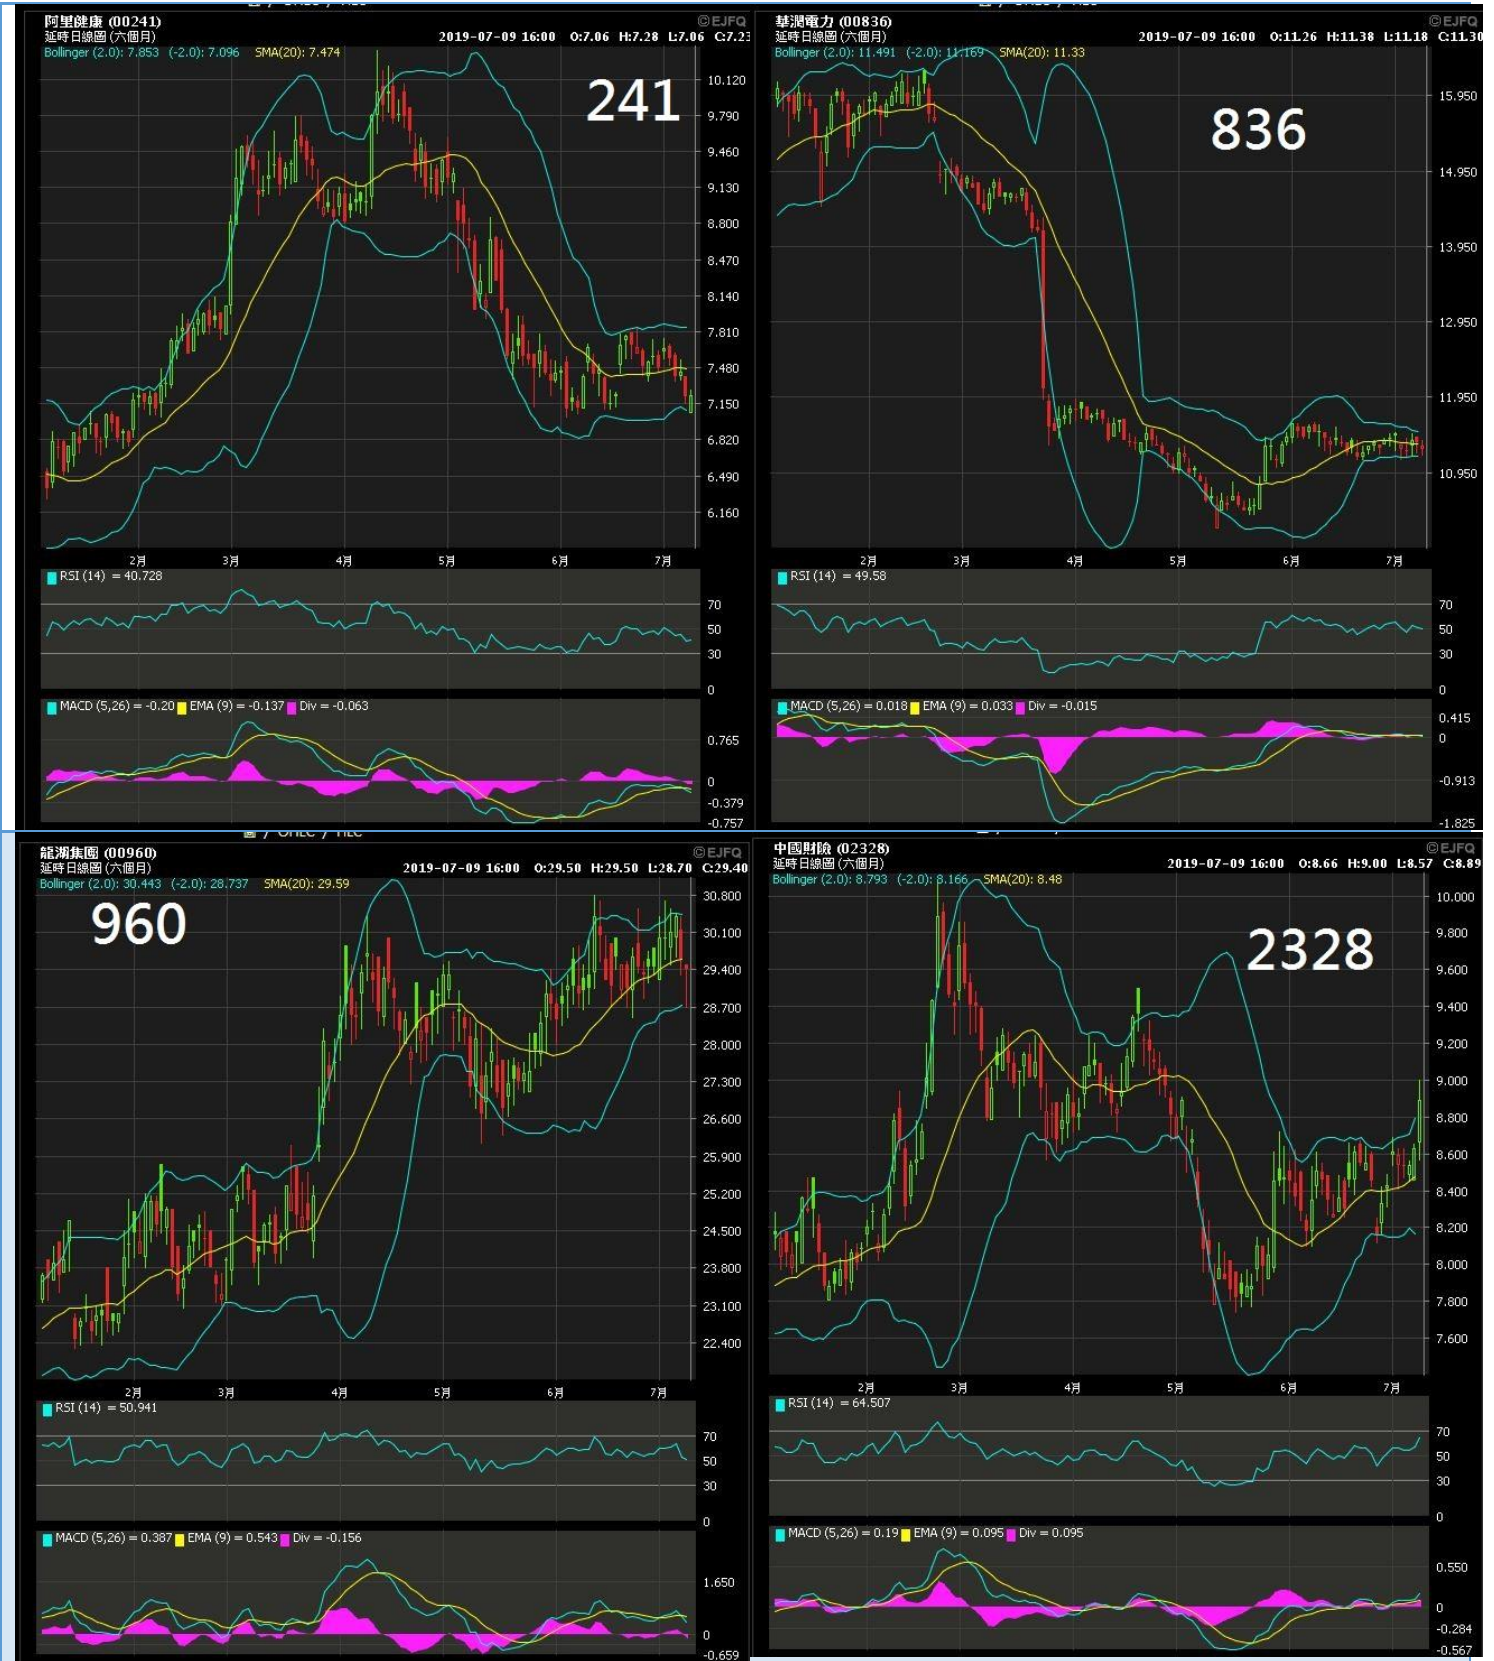 阿里健康 (00241)
©EJFQ
延時日線圖 (六個月)
2019-07-09 16:00 O:7.06 H:7.28 L:7.06 C:7.23
Bollinger (2.0): 7.853 (-2.0): 7.096 SMA(20): 7.474
241
10.120
9.790
9.460
9.130
8.800
8.470
8.140
7.810
7.480
7.150
6.820
6.490
6.160
2月 3月 4月 5月 6月 7月
RSI (14) = 40.728
70
50
30
0
MACD (5,26) = -0.20 EMA (9) = -0.137 Div = -0.063
0.765
0
-0.379
-0.757
華潤電力 (00836)
©EJFQ
延時日線圖 (六個月)
2019-07-09 16:00 O:11.26 H:11.38 L:11.18 C:11.30
Bollinger (2.0): 11.491 (-2.0): 11.169 SMA(20): 11.33
836
15.950
14.950
13.950
12.950
11.950
10.950
2月 3月 4月 5月 6月 7月
RSI (14) = 49.58
70
50
30
0
MACD (5,26) = 0.018 EMA (9) = 0.033 Div = -0.015
0.415
0
-0.913
-1.825
龍湖集團 (00960)
©EJFQ
延時日線圖 (六個月)
2019-07-09 16:00 O:29.50 H:29.50 L:28.70 C:29.40
Bollinger (2.0): 30.443 (-2.0): 28.737 SMA(20): 29.59
960
30.800
30.100
29.400
28.700
28.000
27.300
26.600
25.900
25.200
24.500
23.800
23.100
22.400
2月 3月 4月 5月 6月 7月
RSI (14) = 50.941
70
50
30
0
MACD (5,26) = 0.387 EMA (9) = 0.543 Div = -0.156
1.650
0
-0.659
中國財險 (02328)
©EJFQ
延時日線圖 (六個月)
2019-07-09 16:00 O:8.66 H:9.00 L:8.57 C:8.89
Bollinger (2.0): 8.793 (-2.0): 8.166 SMA(20): 8.48
2328
10.000
9.800
9.600
9.400
9.200
9.000
8.800
8.600
8.400
8.200
8.000
7.800
7.600
2月 3月 4月 5月 6月 7月
RSI (14) = 64.507
70
50
30
0
MACD (5,26) = 0.19 EMA (9) = 0.095 Div = 0.095
0.550
0
-0.284
-0.567